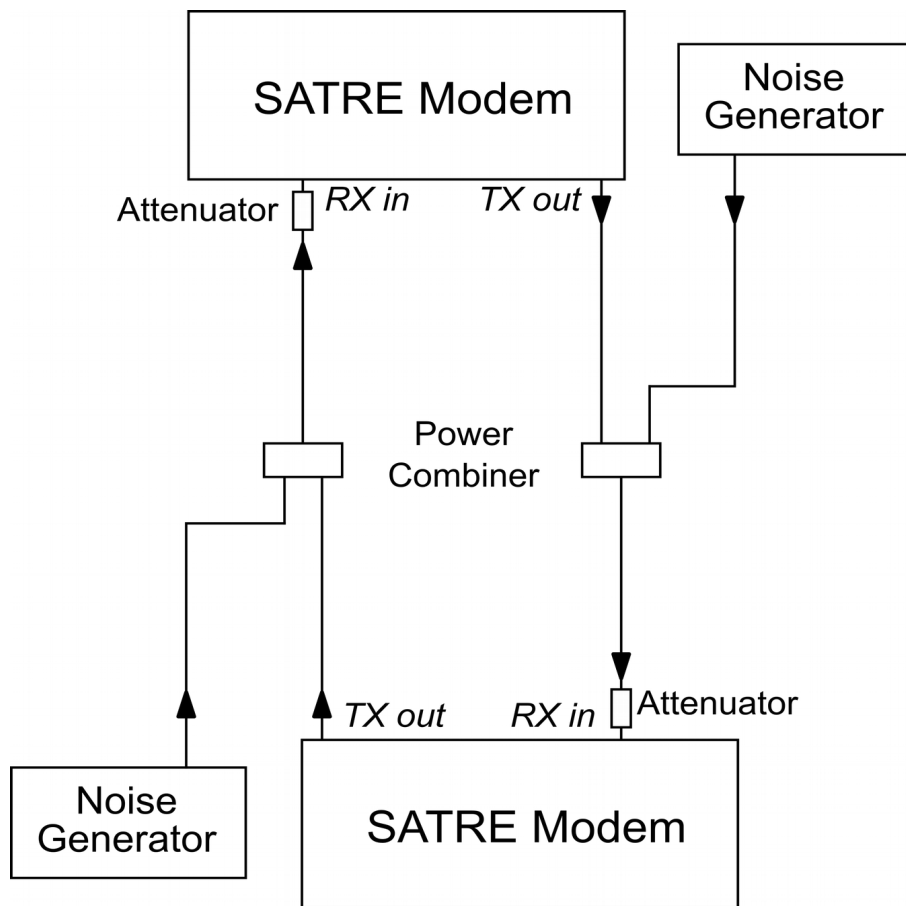 SATRE Modem
Noise
Generator
Attenuator
RX in
TX out
Power
Combiner
TX out
RX in
Attenuator
Noise
Generator
SATRE Modem